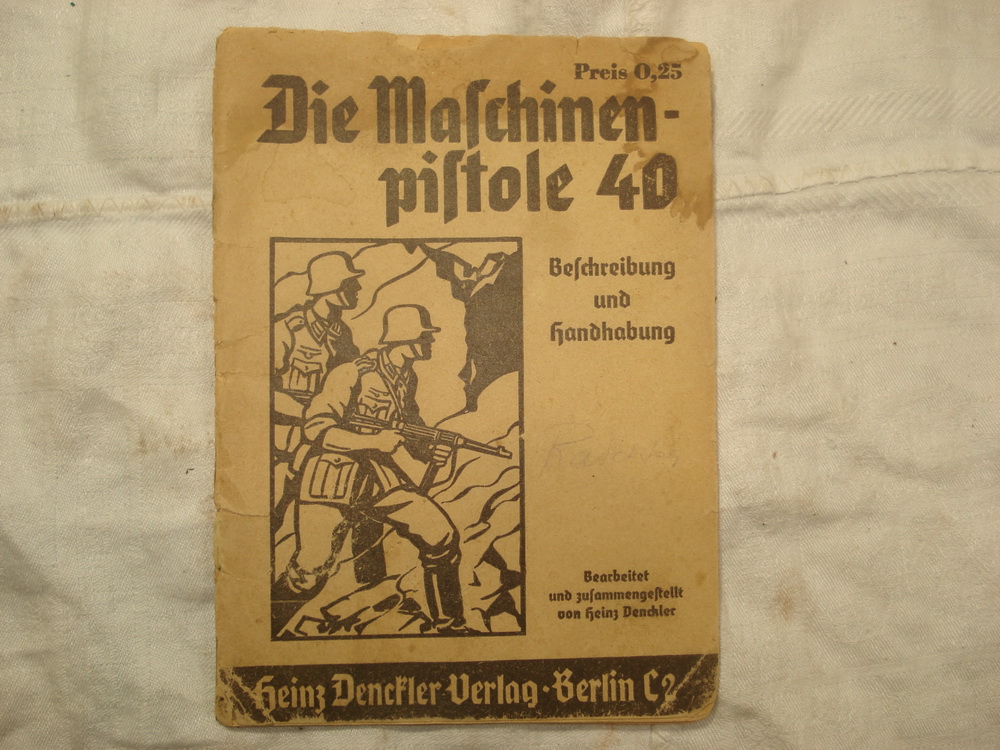 Preis 0,25
Die Maſchinen-
piſtole 40
Beſchreibung
und
Handhabung
Bearbeitet
und zuſammengeſtellt
von Heinz Denckler
Heinz Denckler-Verlag · Berlin C2